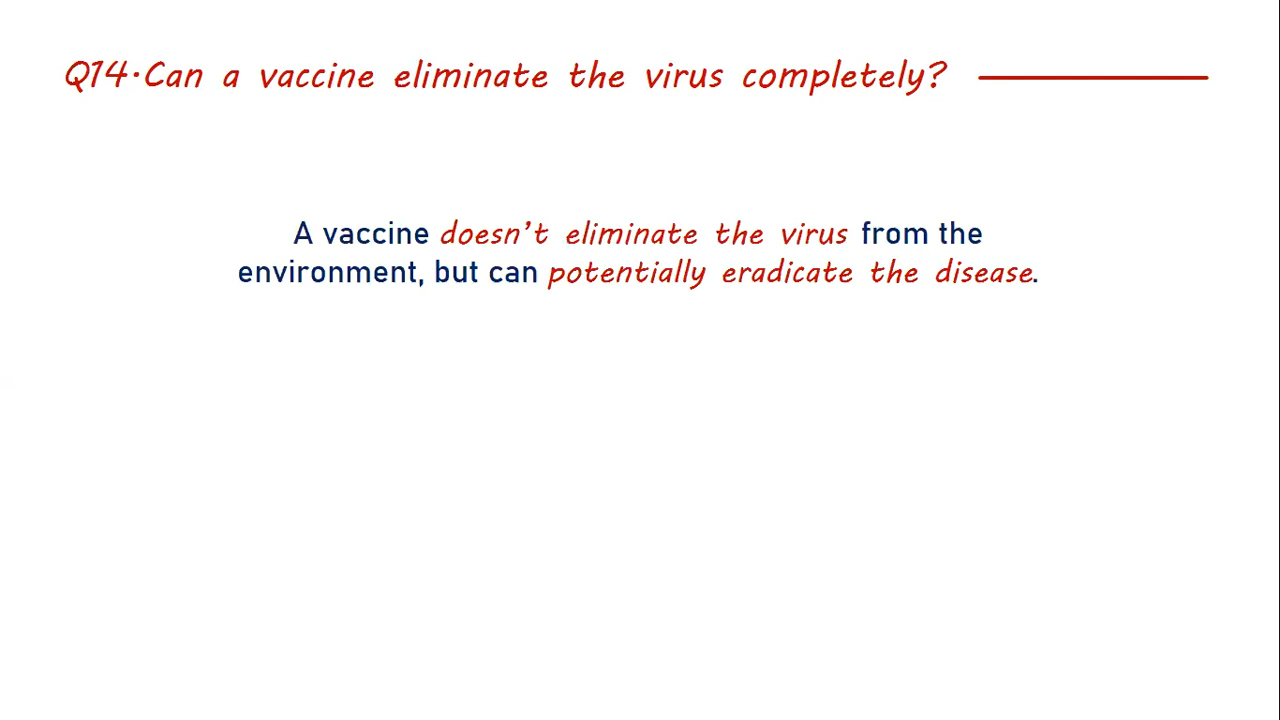 Q14. Can a vaccine eliminate the virus completely?
A vaccine doesn't eliminate the virus from the
environment, but can potentially eradicate the disease.